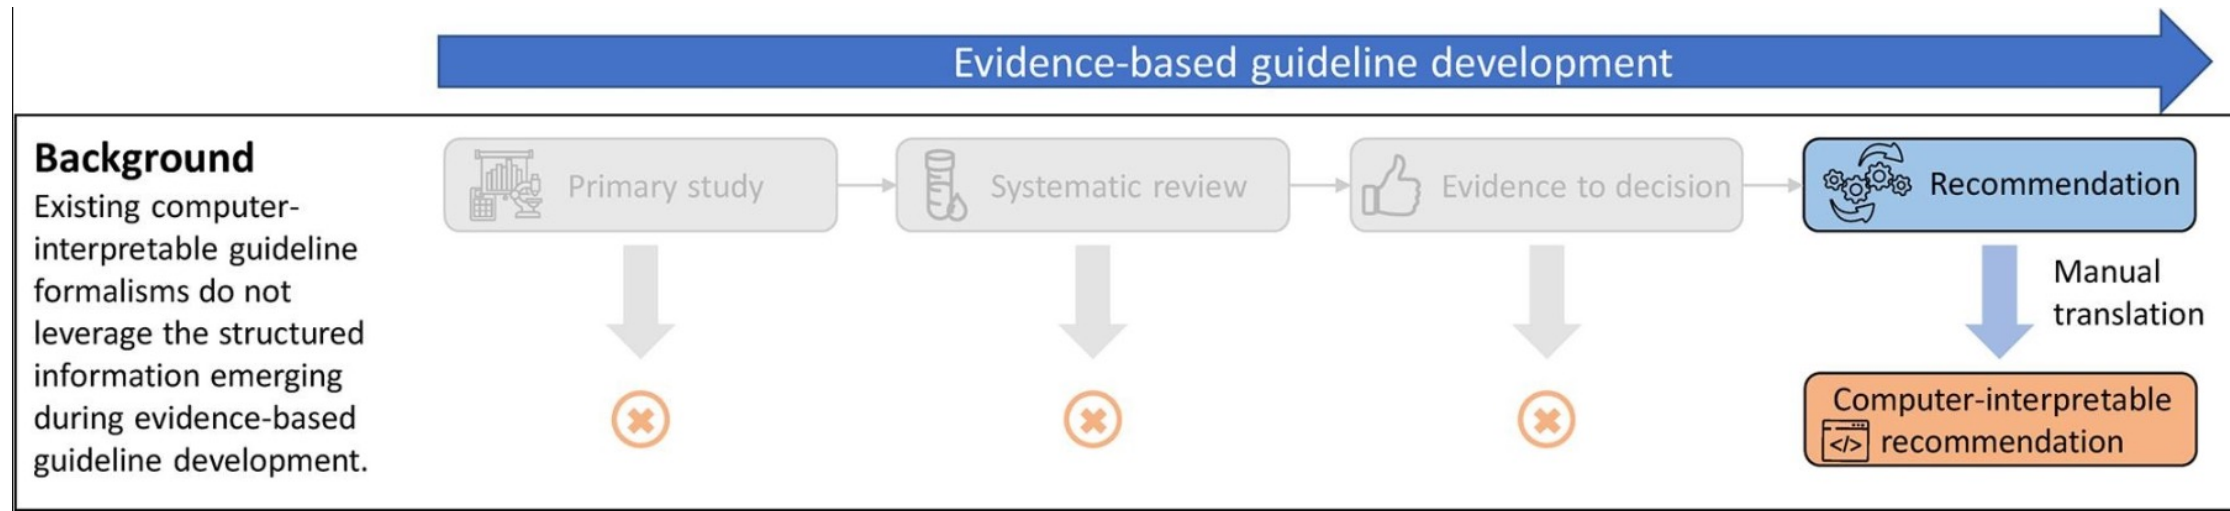 Evidence-based guideline development
Background
Existing computer-
interpretable guideline
formalisms do not
leverage the structured
information emerging
during evidence-based
guideline development.
Primary study
Systematic review
Evidence to decision
Recommendation
Manual
translation
Computer-interpretable
</> recommendation